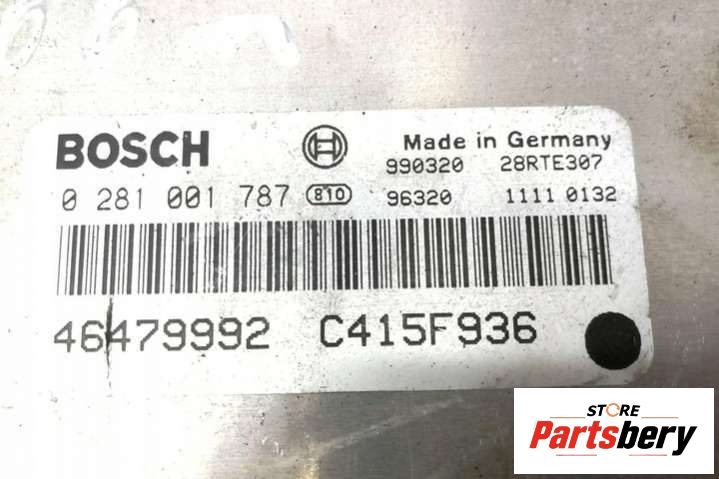 BOSCH
Made in Germany
990320 28RTE307
0 281 001 787 810 96320 1111 0132
46479992 C415F936
STORE
Partsbery